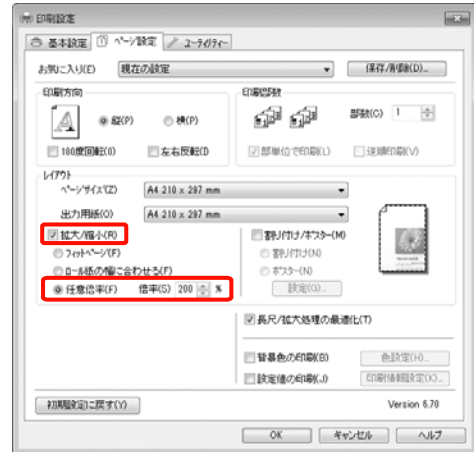 印刷設定
基本設定 ページ設定 ユーティリティー
お気に入り(E) 現在の設定 保存/削除(D)...
印刷方向
縦(P) 横(P)
180度回転(0) 左右反転(I)
印刷部数
部数(C) 1
部単位で印刷(L) 逆順印刷(V)
レイアウト
ページサイズ(Z) A4 210 x 297 mm
出力用紙(O) A4 210 x 297 mm
拡大/縮小(R)
フィットページ(F)
ロール紙の幅に合わせる(F)
任意倍率(F) 倍率(S) 200 %
割り付け/ポスター(M)
割り付け(N)
ポスター(N)
設定(G)...
長尺/拡大処理の最適化(T)
背景色の印刷(B) 色設定(H)...
設定値の印刷(J) 印刷情報設定(K)...
初期設定に戻す(Y) Version 6.70
OK キャンセル ヘルプ